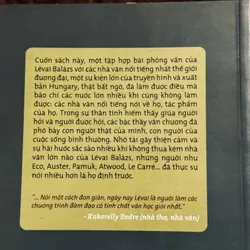 Cuốn sách này, một tập hợp bài phỏng vấn của
Lévai Balázs với các nhà văn nổi tiếng nhất thế giới
đương đại, một sự kiện lớn của truyền hình và xuất
bản Hungary, thật bất ngờ, đã làm được điều mà
báo chí các nước lớn nhiều khi cũng không làm
được: các nhà văn nổi tiếng nói về họ, tác phẩm
của họ. Trong sự thân tình hiếm thấy giữa người
hỏi và người được hỏi, các bậc thầy văn chương đã
phô bày con người thật của mình, con người của
cuộc sống bình thường. Nhờ tài gây thiện cảm và
sự hài hước sắc sảo nhiều khi không thua kém nhà
văn lớn nào của Lévai Balázs, những người như
Eco, Auster, Pamuk, Atwood, Le Carré... đã thực sự
nói nhiều hơn là họ định trước.
"... Nói một cách đơn giản, ngày nay Lévai là người làm các
chương trình đàm đạo có tính chất văn học giỏi nhất."
- Kukorelly Endre (nhà thơ, nhà văn)